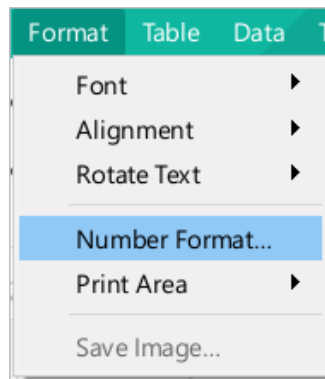 Format Table Data
Font
Alignment
Rotate Text
Number Format...
Print Area
Save Image...